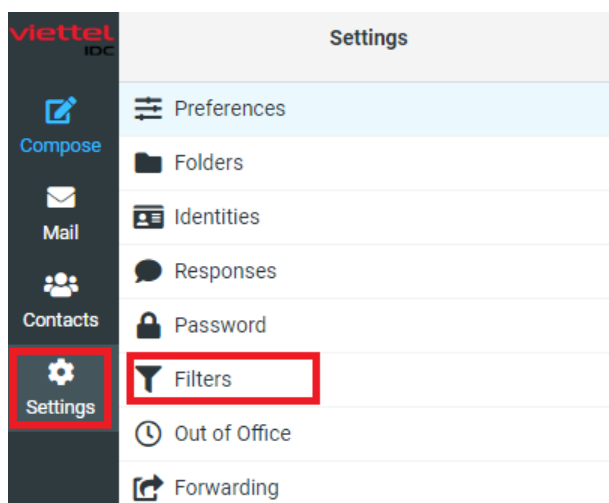 viettel
IDC
Settings
Compose
Mail
Contacts
Settings
Preferences
Folders
Identities
Responses
Password
Filters
Out of Office
Forwarding